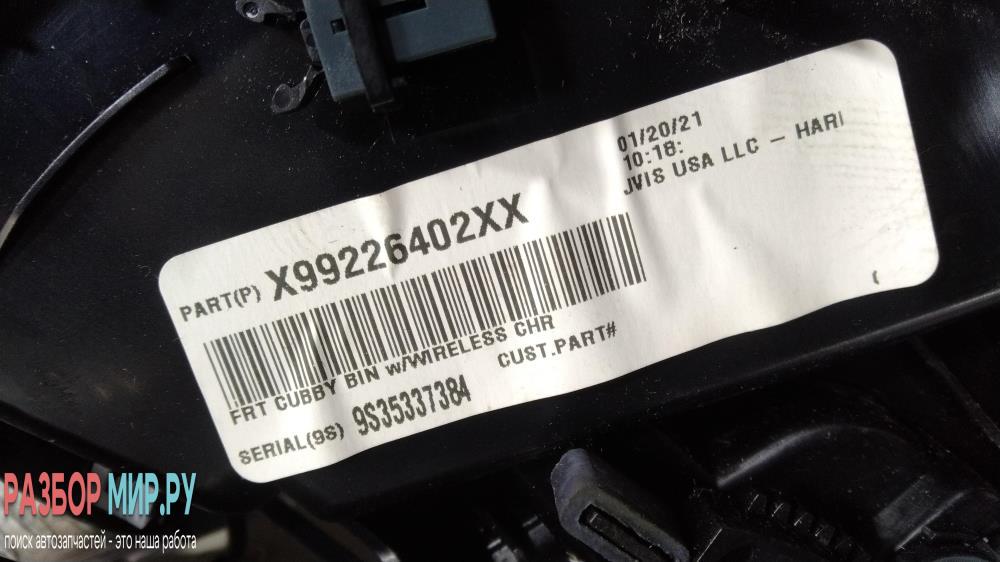 01/20/21
10:18:
JVIS USA LLC – HARI
PART(P) X99226402XX
FRT CUBBY BIN w/WIRELESS CHR
CUST.PART#
SERIAL(9S) 9S35337384
РАЗБОР МИР.РУ
поиск автозапчастей - это наша работа